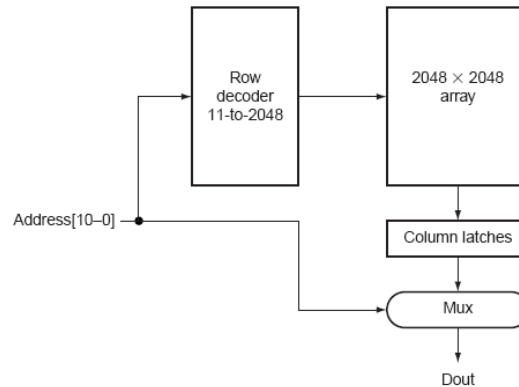 Row
decoder
11-to-2048
2048 × 2048
array
Address[10–0]
Column latches
Mux
Dout